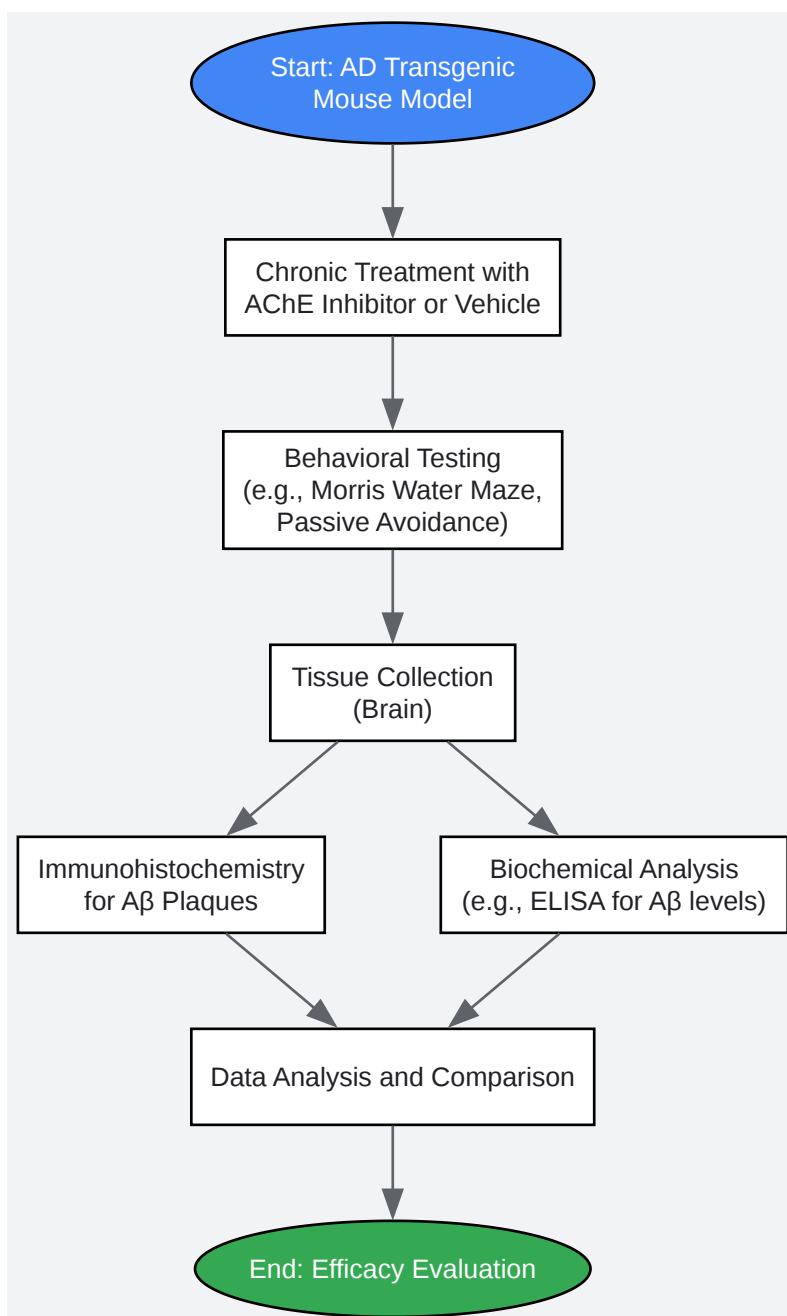 Start: AD Transgenic
Mouse Model
Chronic Treatment with
AChE Inhibitor or Vehicle
Behavioral Testing
(e.g., Morris Water Maze,
Passive Avoidance)
Tissue Collection
(Brain)
Immunohistochemistry
for Aβ Plaques
Biochemical Analysis
(e.g., ELISA for Aβ levels)
Data Analysis and Comparison
End: Efficacy Evaluation